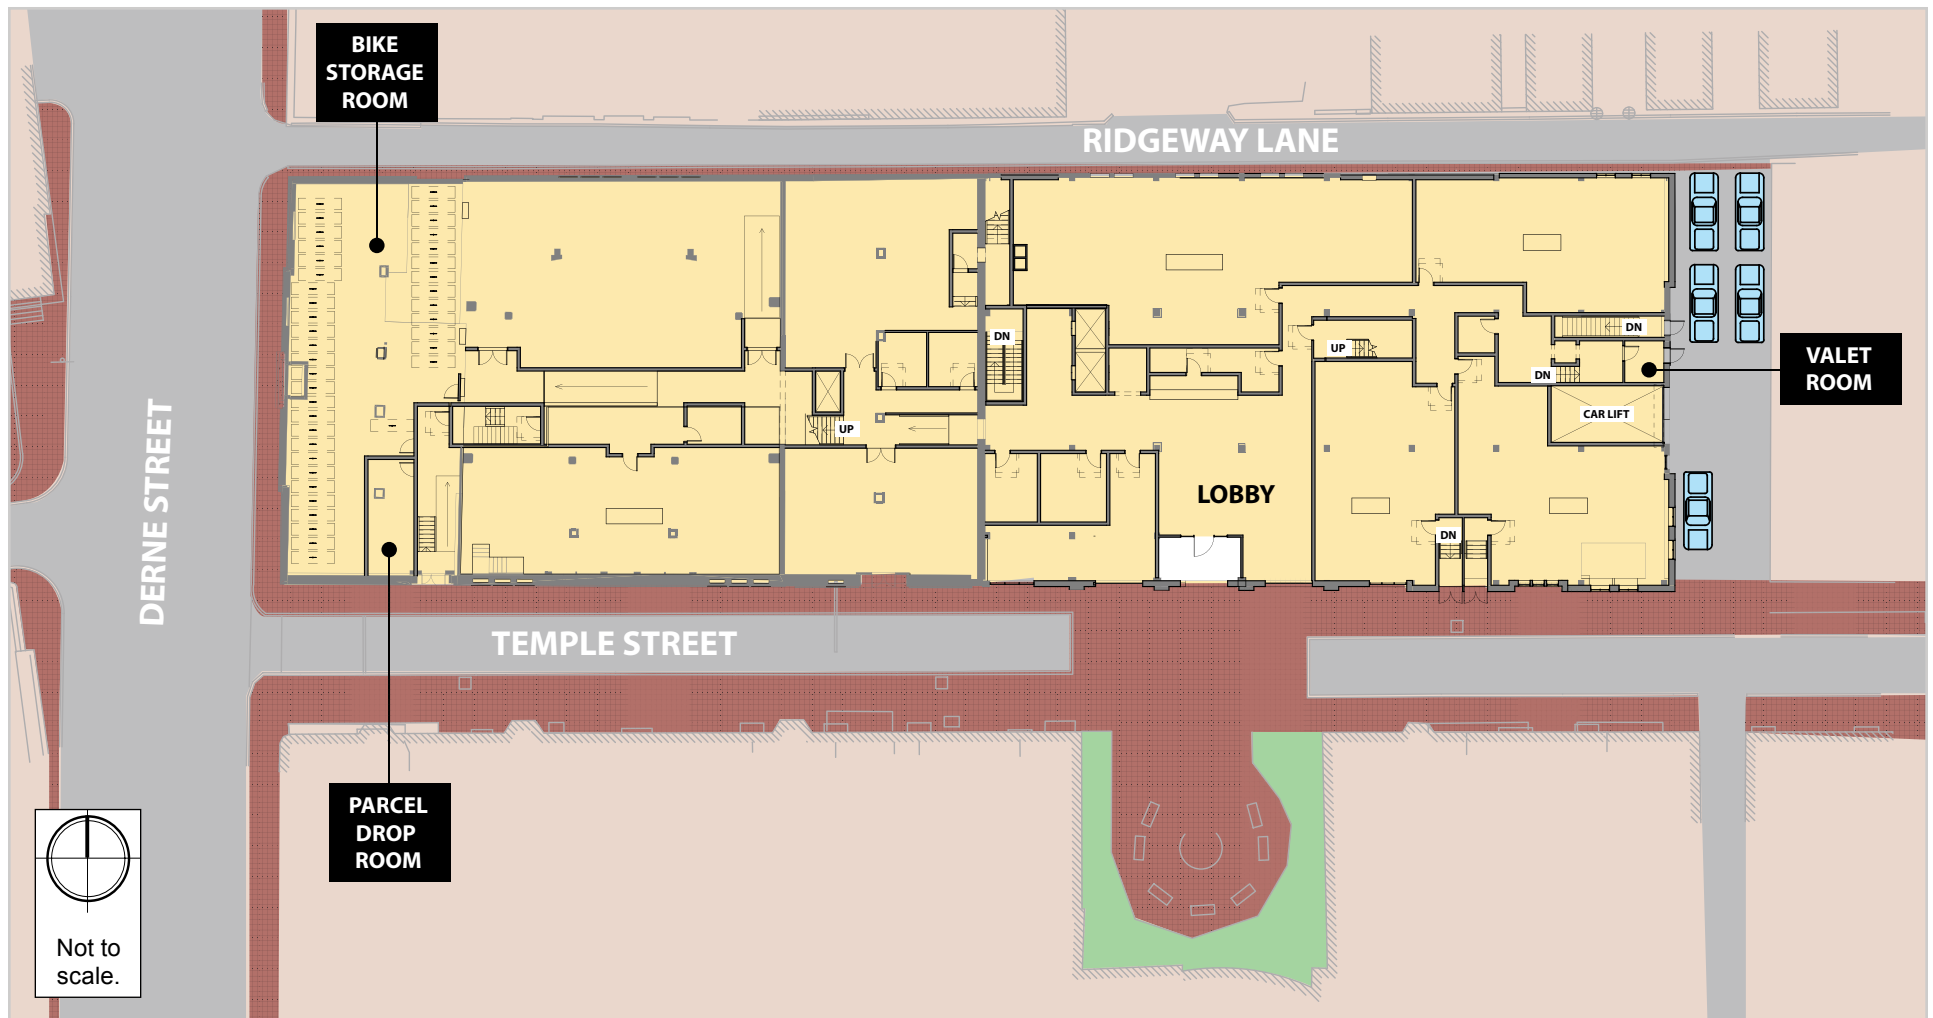 BIKE
STORAGE
ROOM
RIDGEWAY LANE
DN
DN
UP
VALET
ROOM
DN
CAR LIFT
UP
LOBBY
DERNE STREET
DN
TEMPLE STREET
PARCEL
DROP
ROOM
Not to
scale.